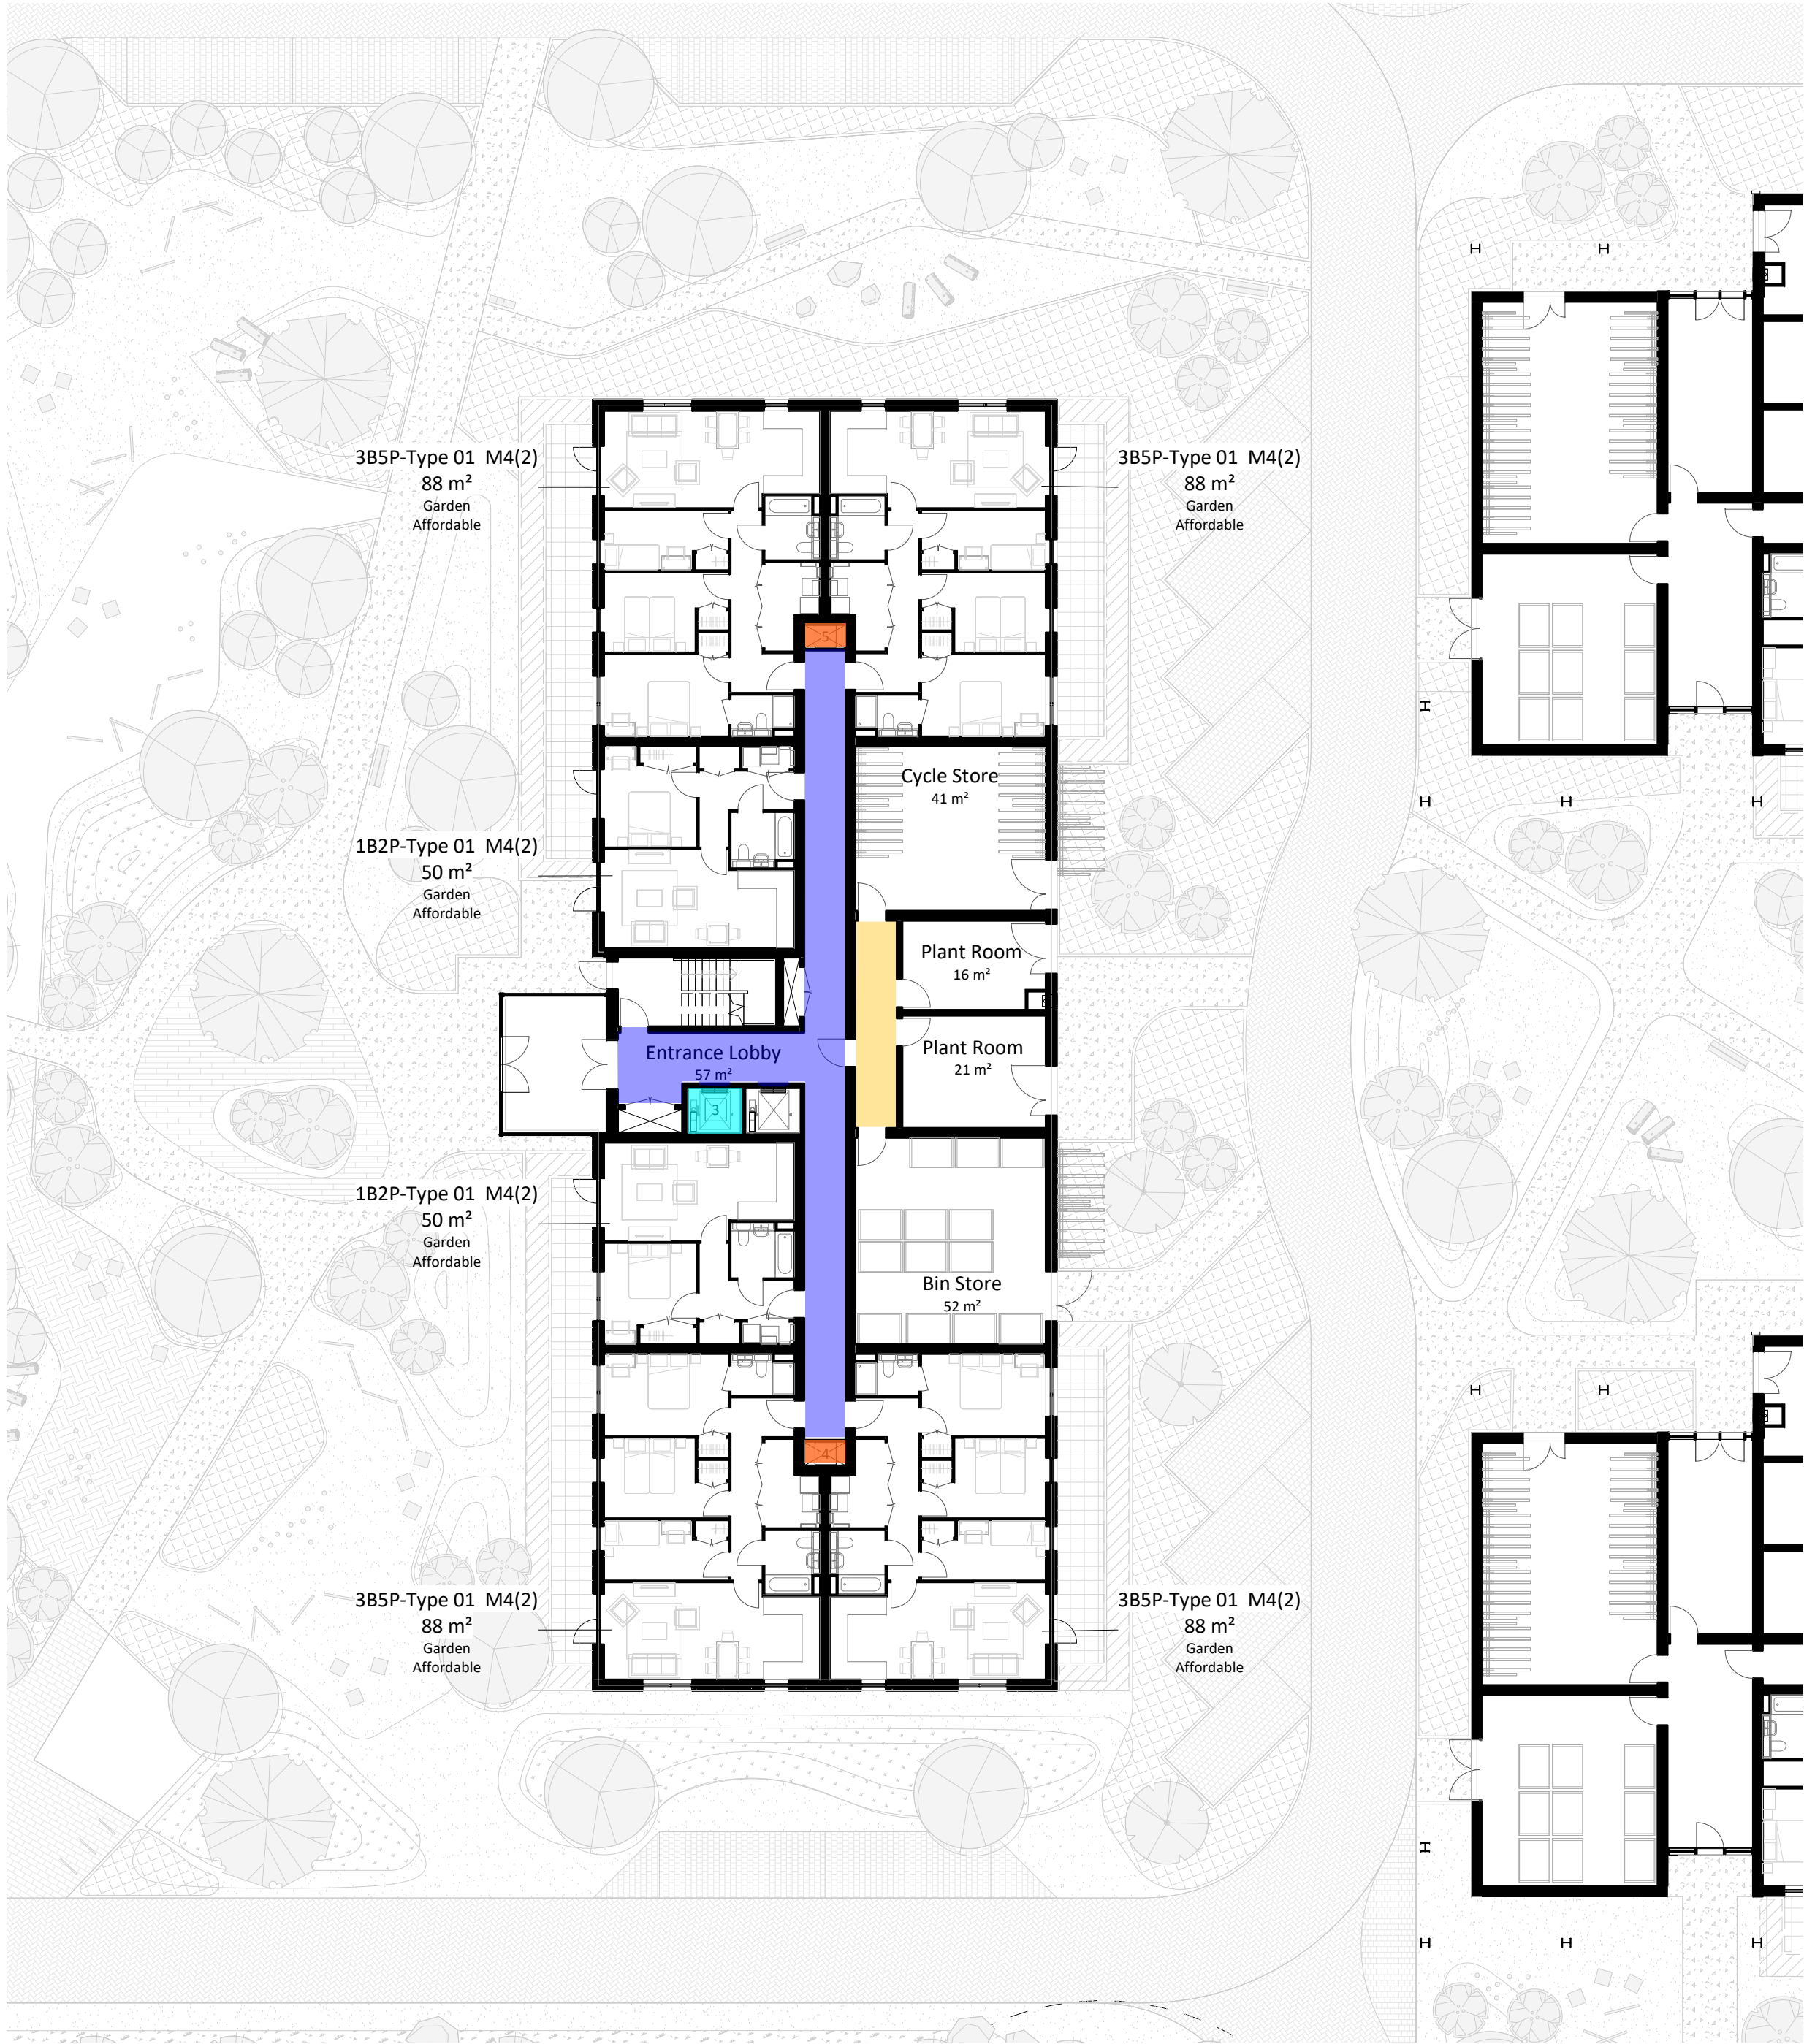 3B5P-Type 01 M4(2)
88 m²
Garden
Affordable
3B5P-Type 01 M4(2)
88 m²
Garden
Affordable
5
Cycle Store
41 m²
1B2P-Type 01 M4(2)
50 m²
Garden
Affordable
Plant Room
16 m²
Entrance Lobby
57 m²
Plant Room
21 m²
3
1B2P-Type 01 M4(2)
50 m²
Garden
Affordable
Bin Store
52 m²
4
3B5P-Type 01 M4(2)
88 m²
Garden
Affordable
3B5P-Type 01 M4(2)
88 m²
Garden
Affordable